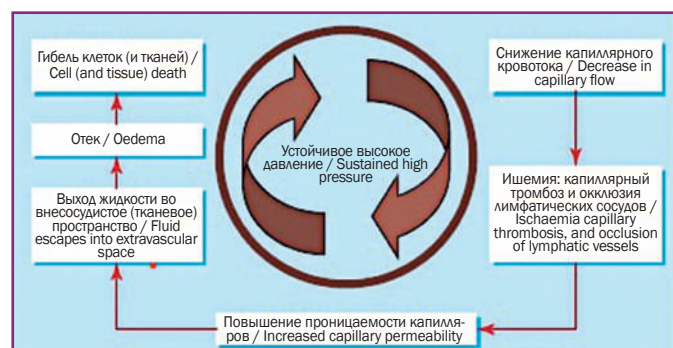 Гибель клеток (и тканей) /
Cell (and tissue) death
Отек / Oedema
Выход жидкости во
внесосудистое (тканевое)
пространство / Fluid
escapes into extravascular
space
Устойчивое высокое
давление / Sustained high
pressure
Снижение капиллярного
кровотока / Decrease in
capillary flow
Ишемия: капиллярный
тромбоз и окклюзия
лимфатических сосудов /
Ischaemia capillary
thrombosis, and occlusion
of lymphatic vessels
Повышение проницаемости капилля-
ров / Increased capillary permeability